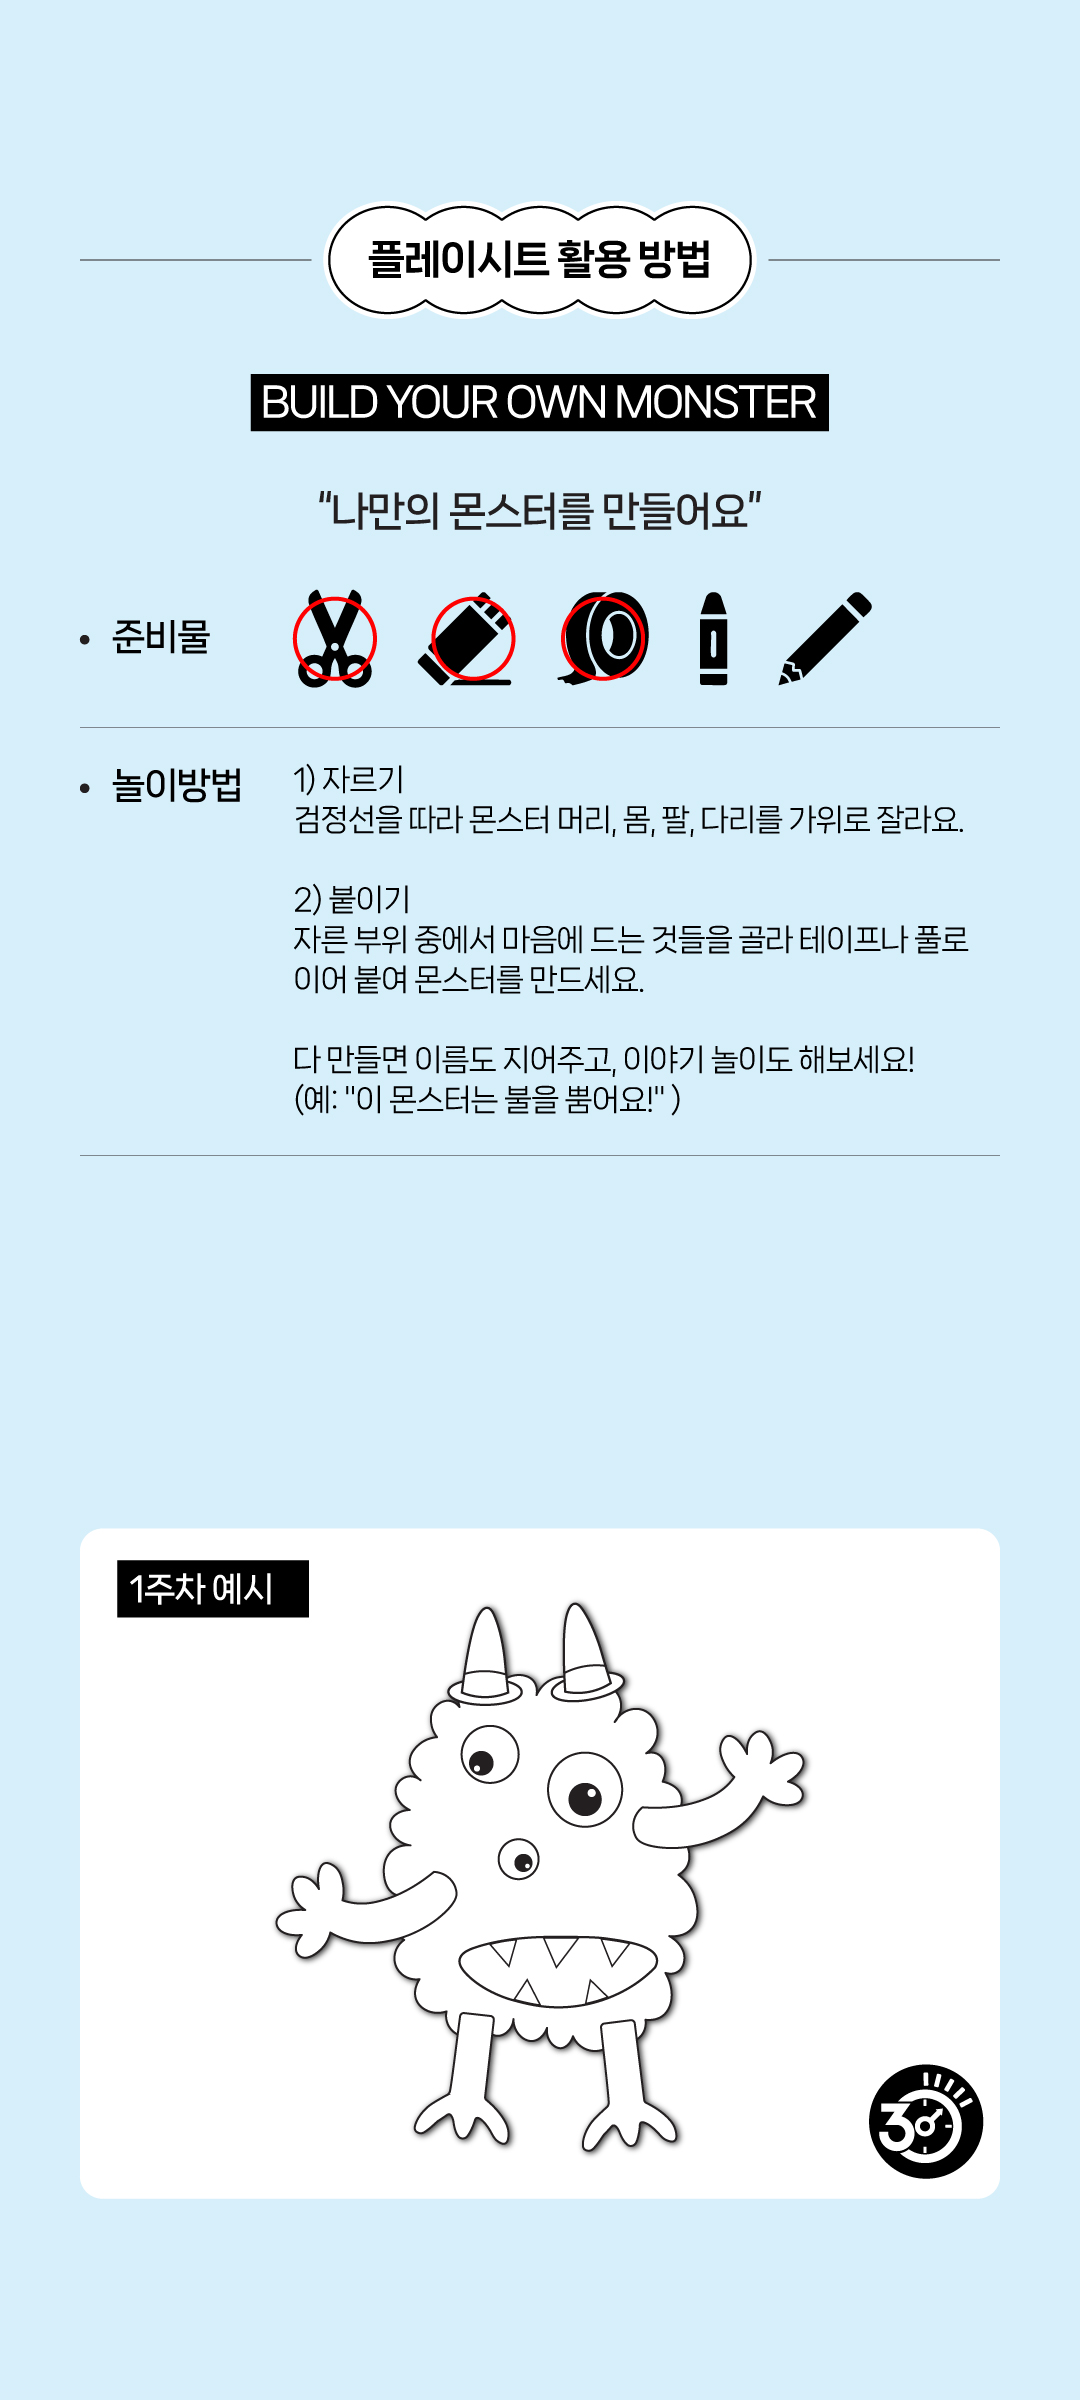 플레이시트 활용 방법
BUILD YOUR OWN MONSTER
“나만의 몬스터를 만들어요”
• 준비물
• 놀이방법
1) 자르기
검정선을 따라 몬스터 머리, 몸, 팔, 다리를 가위로 잘라요.
2) 붙이기
자른 부위 중에서 마음에 드는 것들을 골라 테이프나 풀로
이어 붙여 몬스터를 만드세요.
다 만들면 이름도 지어주고, 이야기 놀이도 해보세요!
(예: "이 몬스터는 불을 뿜어요!" )
1주차 예시
30